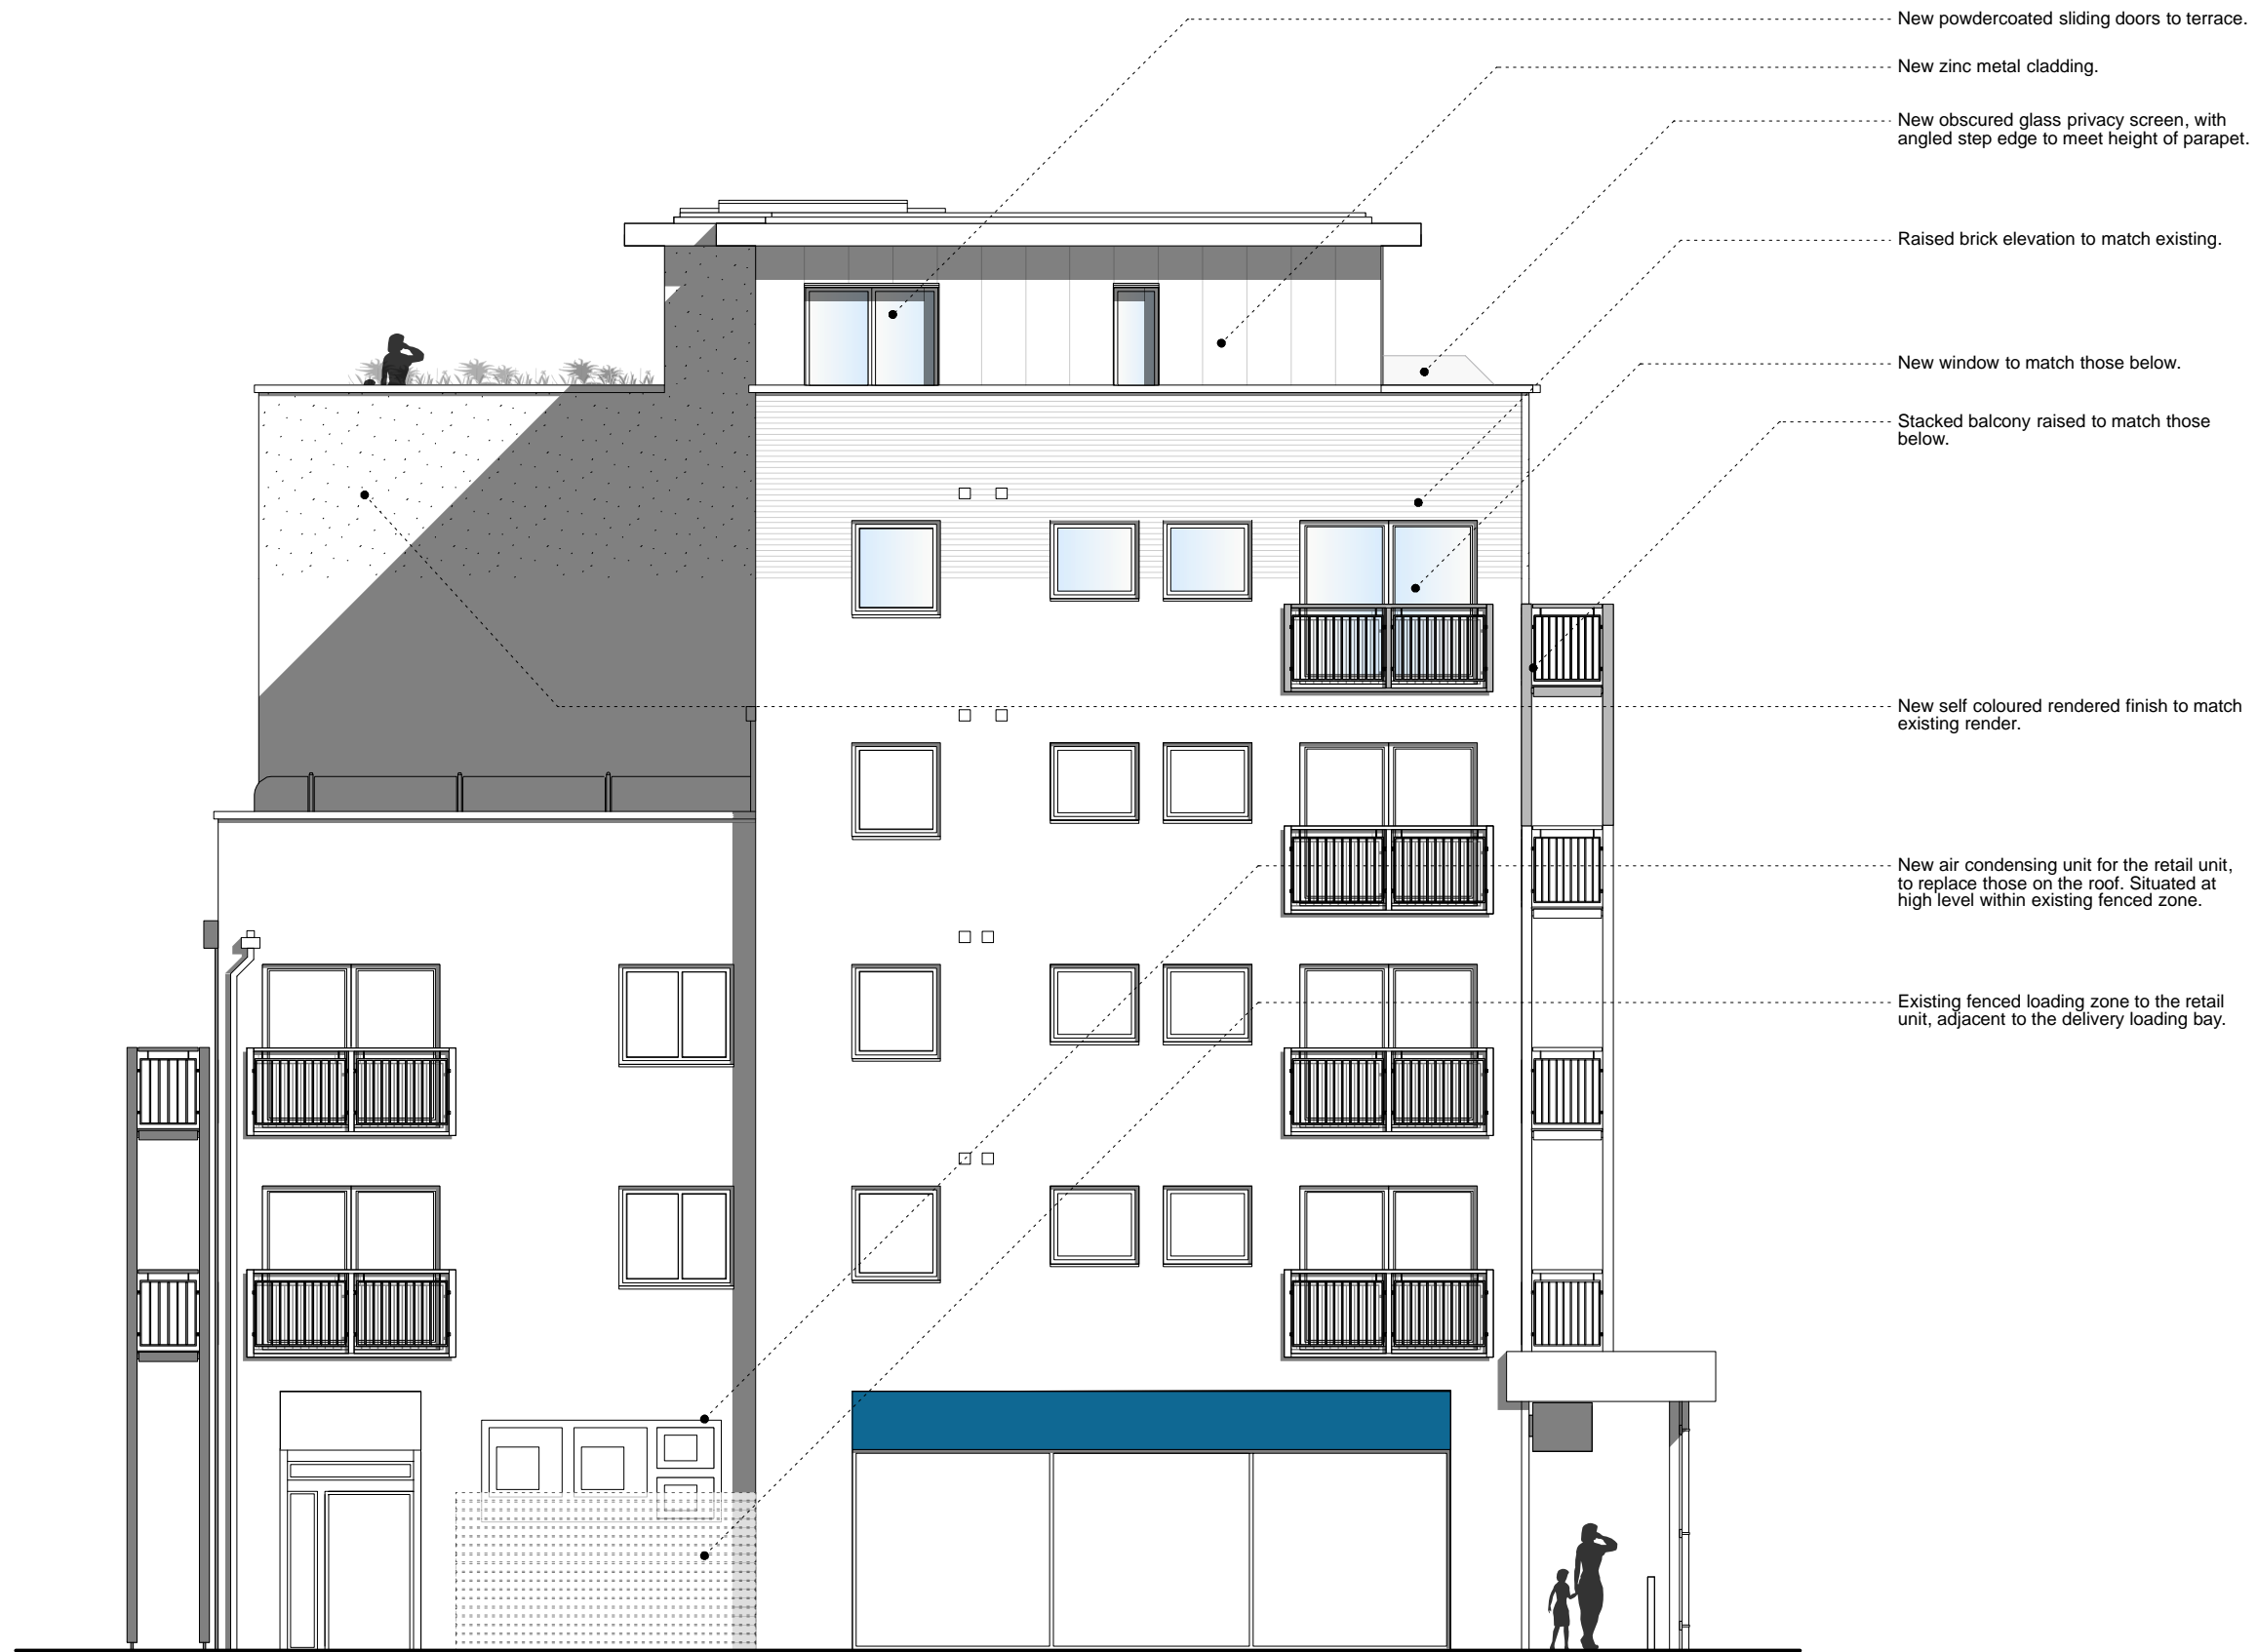 New powdercoated sliding doors to terrace.
New zinc metal cladding.
New obscured glass privacy screen, with
angled step edge to meet height of parapet.
Raised brick elevation to match existing.
New window to match those below.
Stacked balcony raised to match those
below.
New self coloured rendered finish to match
existing render.
New air condensing unit for the retail unit,
to replace those on the roof. Situated at
high level within existing fenced zone.
Existing fenced loading zone to the retail
unit, adjacent to the delivery loading bay.